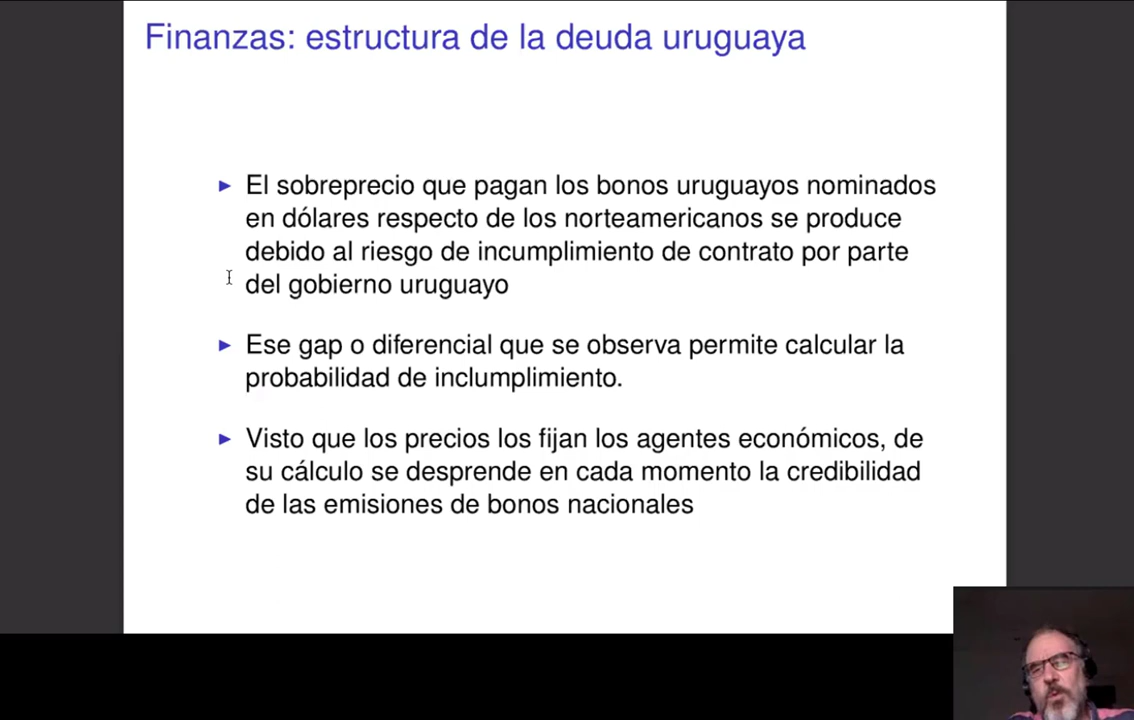 Finanzas: estructura de la deuda uruguaya
El sobreprecio que pagan los bonos uruguayos nominados
en dólares respecto de los norteamericanos se produce
debido al riesgo de incumplimiento de contrato por parte
del gobierno uruguayo
Ese gap o diferencial que se observa permite calcular la
probabilidad de inclumplimiento.
Visto que los precios los fijan los agentes económicos, de
su cálculo se desprende en cada momento la credibilidad
de las emisiones de bonos nacionales